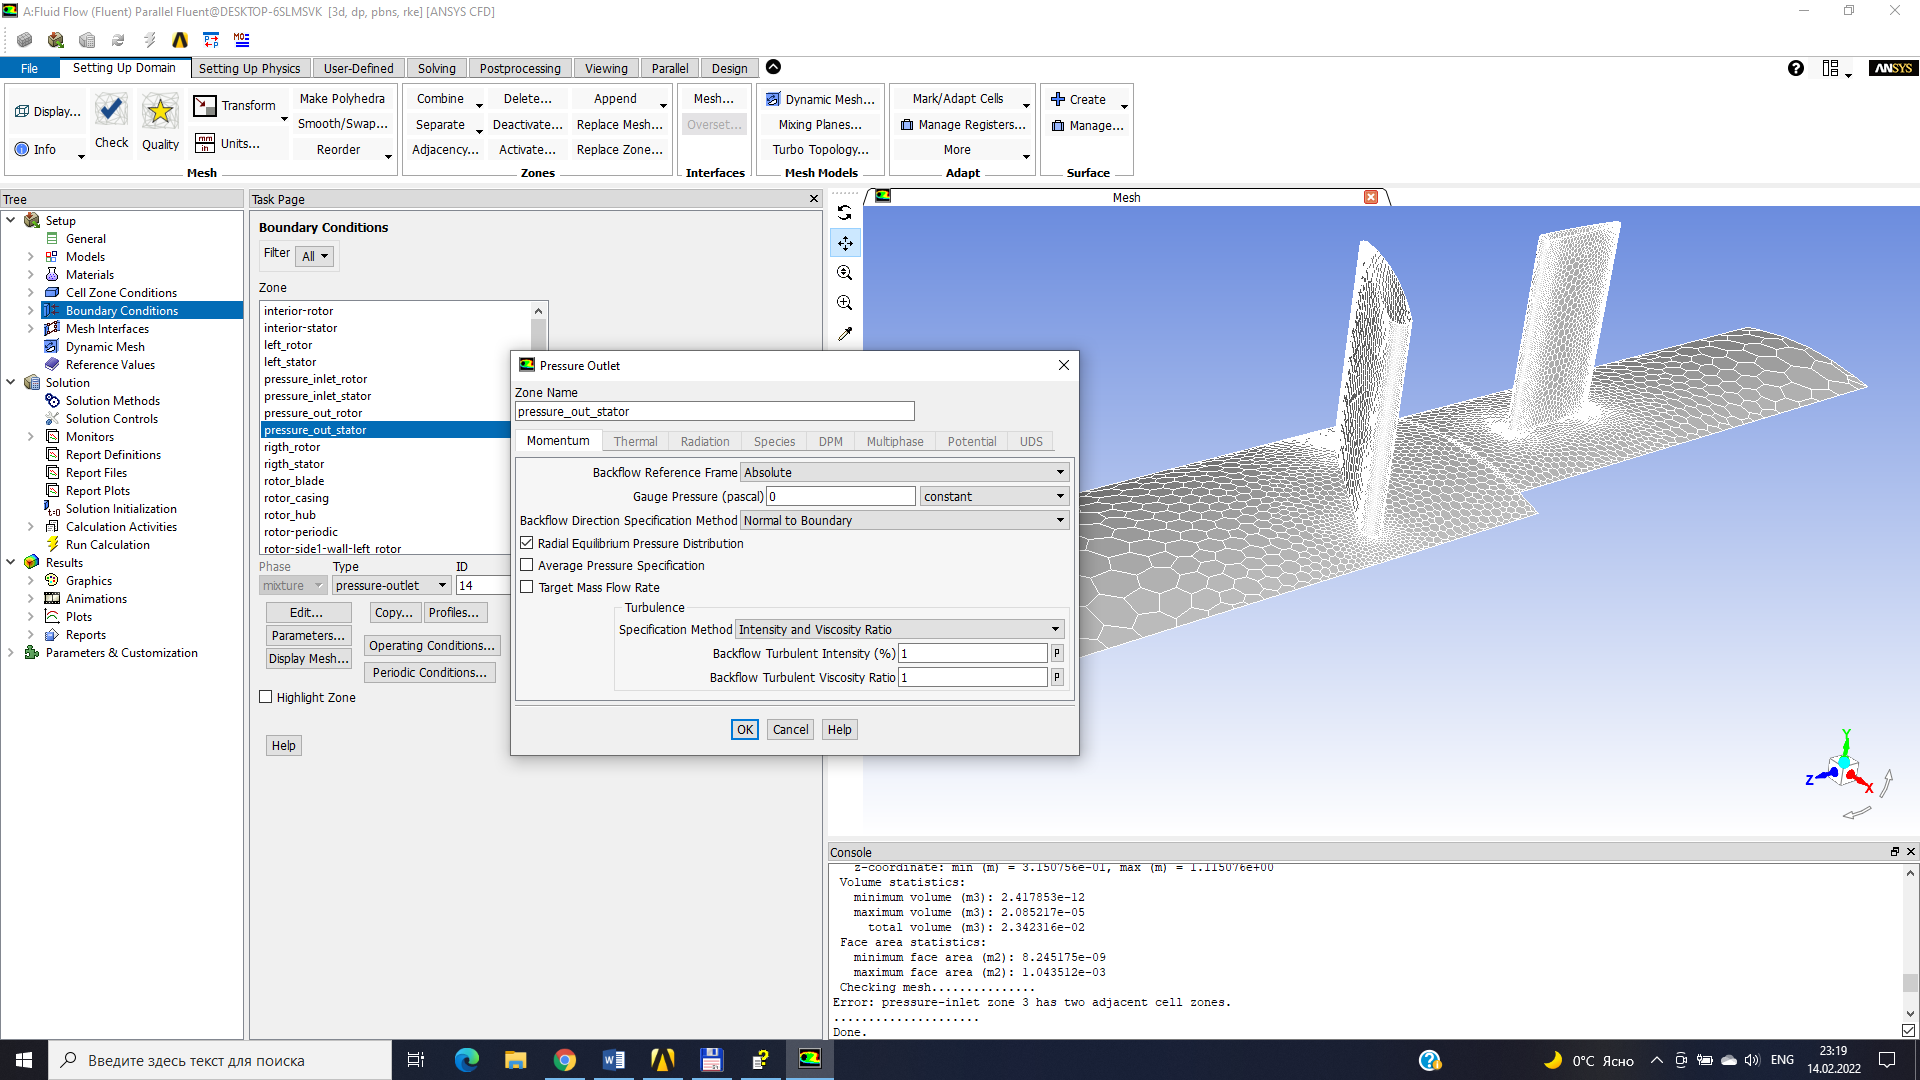 A:Fluid Flow (Fluent) Parallel Fluent@DESKTOP-6SLMSVK [3d, dp, pbns, rke] [ANSYS CFD]
File Setting Up Domain Setting Up Physics User-Defined Solving Postprocessing Viewing Parallel Design ANSYS
Display... Check Quality Transform Make Polyhedra
Info Units... Smooth/Swap...
Reorder
Mesh
Combine Delete... Append
Separate Deactivate... Replace Mesh...
Adjacency... Activate... Replace Zone...
Zones
Mesh...
Overset...
Interfaces
Dynamic Mesh...
Mixing Planes...
Turbo Topology...
Mesh Models
Mark/Adapt Cells
Manage Registers...
More
Adapt
Create
Manage...
Surface
Tree
Setup
General
Models
Materials
Cell Zone Conditions
Boundary Conditions
Mesh Interfaces
Dynamic Mesh
Reference Values
Solution
Solution Methods
Solution Controls
Monitors
Report Definitions
Report Files
Report Plots
Solution Initialization
Calculation Activities
Run Calculation
Results
Graphics
Animations
Plots
Reports
Parameters & Customization
Task Page
Boundary Conditions
Filter All
Zone
interior-rotor
interior-stator
left_rotor
left_stator
pressure_inlet_rotor
pressure_inlet_stator
pressure_out_rotor
pressure_out_stator
rigth_rotor
rigth_stator
rotor_blade
rotor_casing
rotor_hub
rotor-periodic
rotor-side1-wall-left_rotor
Phase Type ID
mixture pressure-outlet 14
Edit... Copy... Profiles...
Parameters... Operating Conditions...
Display Mesh... Periodic Conditions...
Highlight Zone
Help
Pressure Outlet
Zone Name
pressure_out_stator
Momentum Thermal Radiation Species DPM Multiphase Potential UDS
Backflow Reference Frame Absolute
Gauge Pressure (pascal) 0 constant
Backflow Direction Specification Method Normal to Boundary
Radial Equilibrium Pressure Distribution
Average Pressure Specification
Target Mass Flow Rate
Turbulence
Specification Method Intensity and Viscosity Ratio
Backflow Turbulent Intensity (%) 1 P
Backflow Turbulent Viscosity Ratio 1 P
OK Cancel Help
Mesh
Y
Z
X
Console
z-coordinate: min (m) = 3.150756e-01, max (m) = 1.115076e+00
Volume statistics:
minimum volume (m3): 2.417853e-12
maximum volume (m3): 2.085217e-05
total volume (m3): 2.342316e-02
Face area statistics:
minimum face area (m2): 8.245175e-09
maximum face area (m2): 1.043512e-03
Checking mesh...............
Error: pressure-inlet zone 3 has two adjacent cell zones.
.....................
Done.
Введите здесь текст для поиска
0°C Ясно
ENG
23:19
14.02.2022